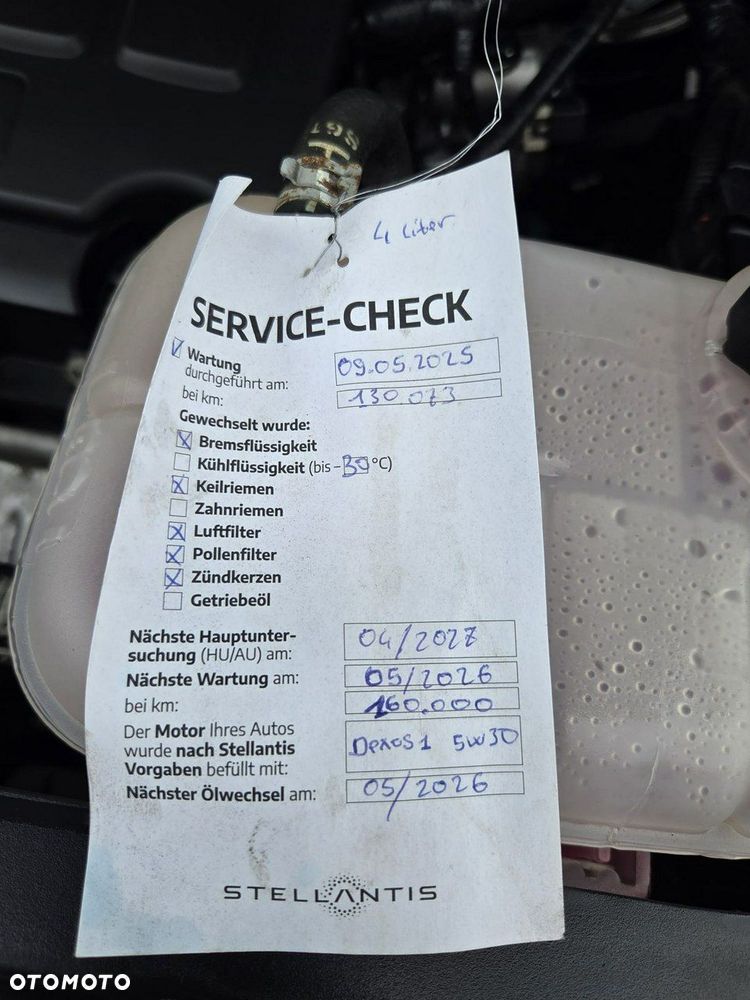 SGT
4 Liter
SERVICE-CHECK
Wartung
durchgeführt am: 09.05.2025
bei km: 130.073
Gewechselt wurde:
Bremsflüssigkeit
Kühlflüssigkeit (bis -30 °C)
Keilriemen
Zahnriemen
Luftfilter
Pollenfilter
Zündkerzen
Getriebeöl
Nächste Hauptunter-
suchung (HU/AU) am: 04/2027
Nächste Wartung am: 05/2026
bei km: 160.000
Der Motor Ihres Autos
wurde nach Stellantis
Vorgaben befüllt mit: Dexos1 5W30
Nächster Ölwechsel am: 05/2026
STELLANTIS
OTOMOTO